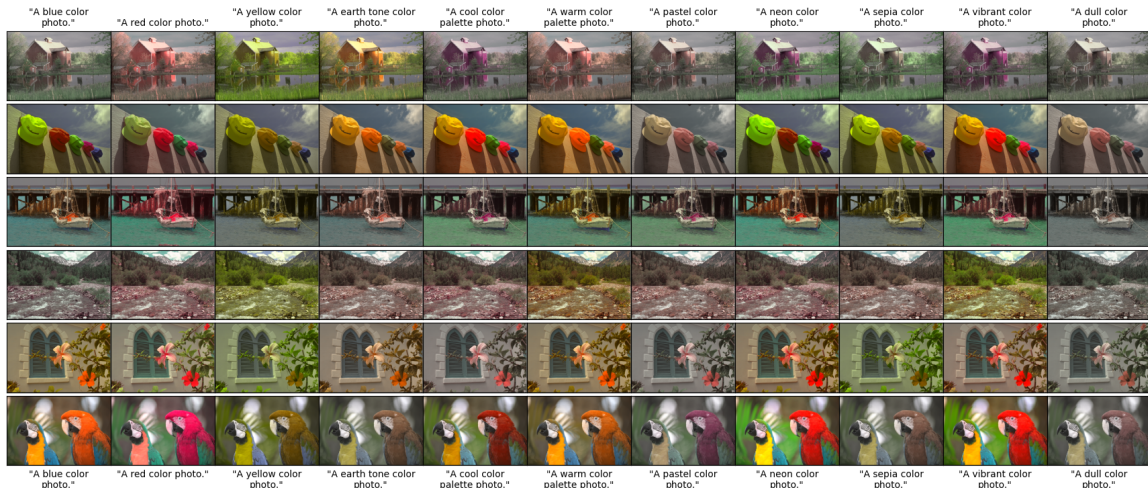 "A blue color photo."
"A red color photo."
"A yellow color photo."
"A earth tone color photo."
"A cool color palette photo."
"A warm color palette photo."
"A pastel color photo."
"A neon color photo."
"A sepia color photo."
"A vibrant color photo."
"A dull color photo."
"A blue color photo."
"A red color photo."
"A yellow color photo."
"A earth tone color photo."
"A cool color palette photo."
"A warm color palette photo."
"A pastel color photo."
"A neon color photo."
"A sepia color photo."
"A vibrant color photo."
"A dull color photo."